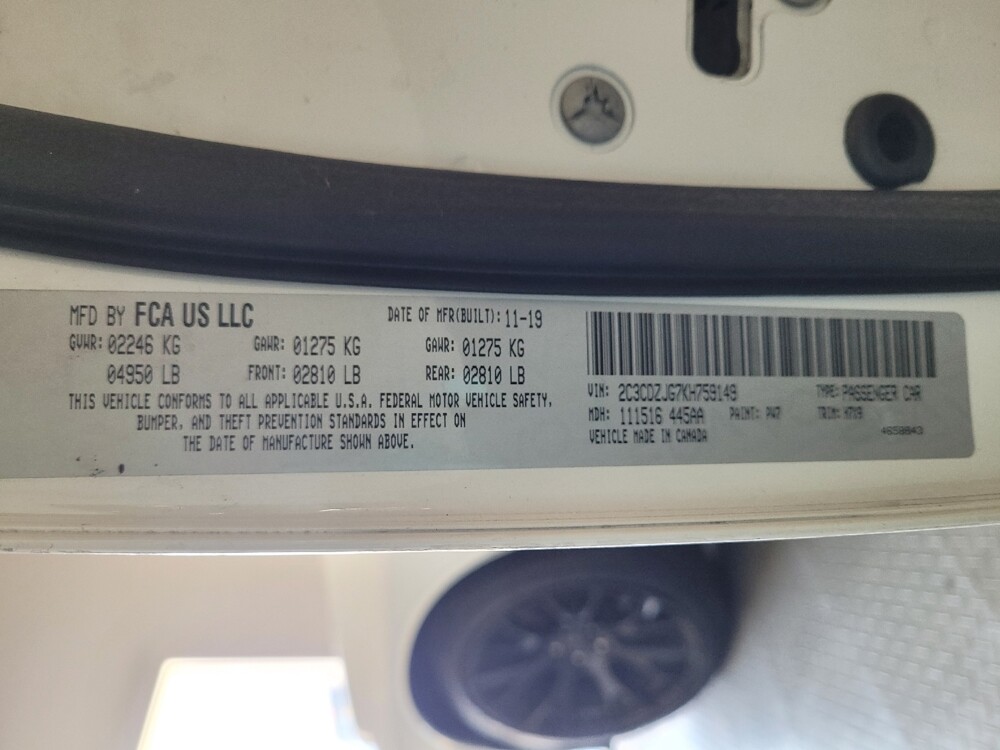 MFD BY FCA US LLC
DATE OF MFR(BUILT): 11-19
GVWR: 02246 KG GAWR: 01275 KG GAWR: 01275 KG
04950 LB FRONT: 02810 LB REAR: 02810 LB
THIS VEHICLE CONFORMS TO ALL APPLICABLE U.S.A. FEDERAL MOTOR VEHICLE SAFETY,
BUMPER, AND THEFT PREVENTION STANDARDS IN EFFECT ON
THE DATE OF MANUFACTURE SHOWN ABOVE.
VIN: 2C3CDZJG7KH759149 TYPE: PASSENGER CAR
MDH: 111516 445AA PAINT: PW7 TRIM: H7X9
VEHICLE MADE IN CANADA